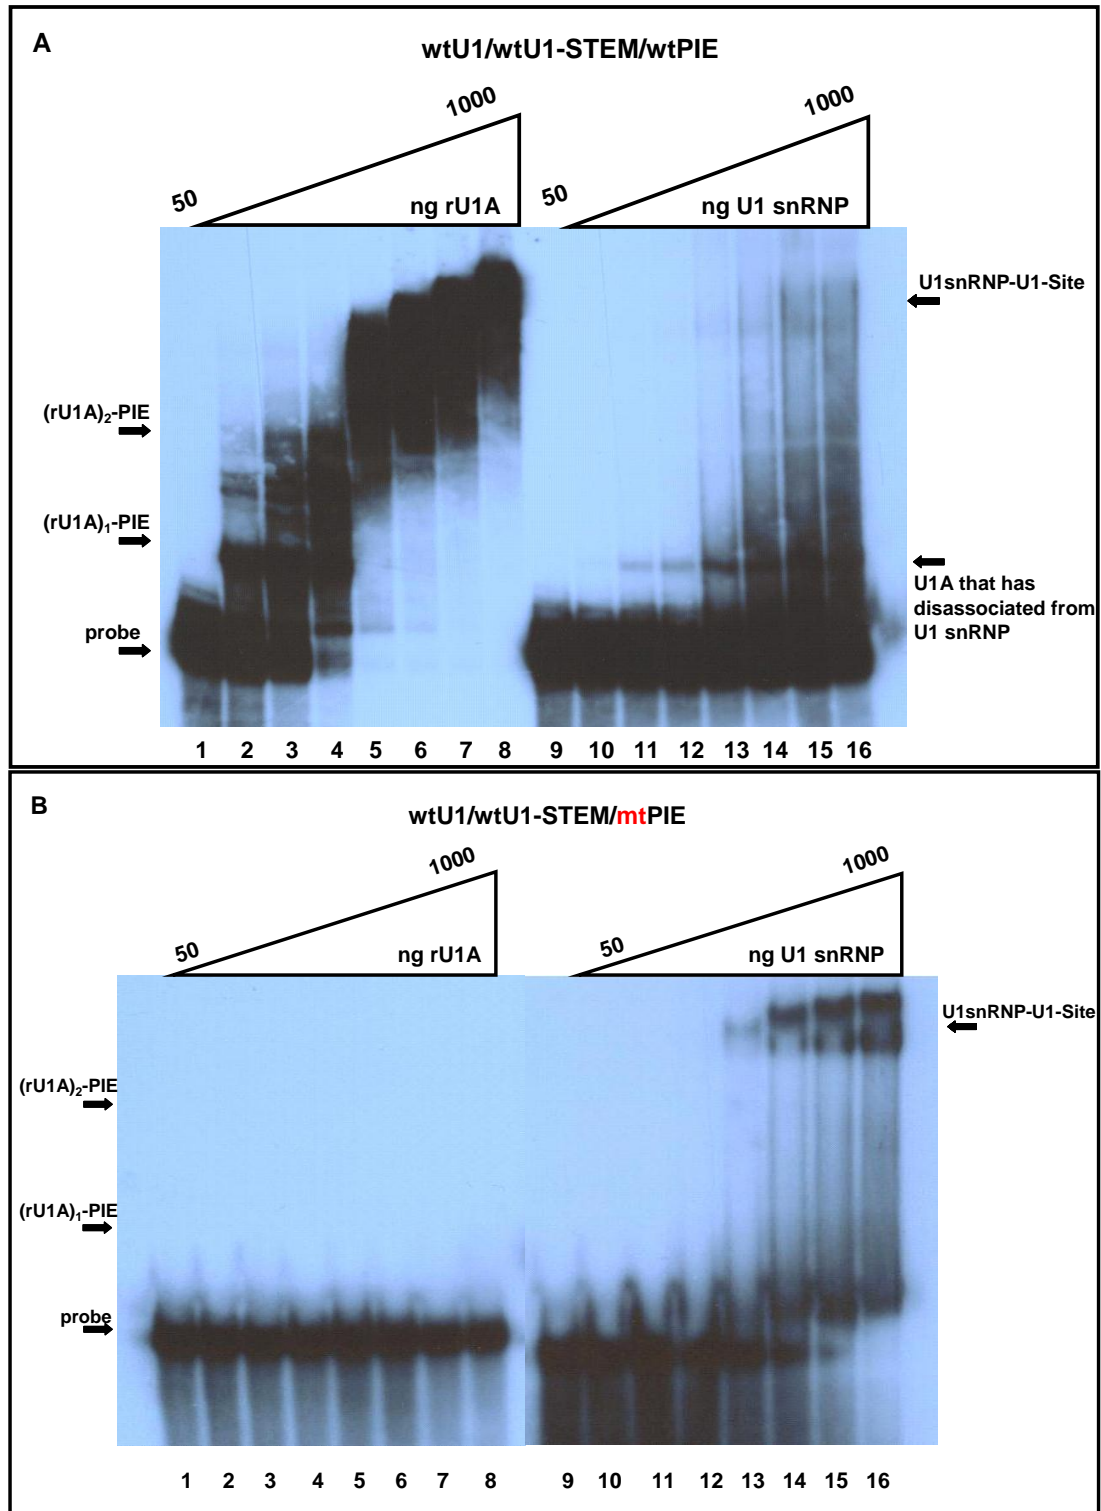 A
wtU1/wtU1-STEM/wtPIE
1000
1000
50
50
ng rU1A
ng U1 snRNP
U1snRNP-U1-Site
(rU1A)₂-PIE
(rU1A)₁-PIE
U1A that has
disassociated from
U1 snRNP
probe
1 2 3 4 5 6 7 8 9 10 11 12 13 14 15 16
B
wtU1/wtU1-STEM/mtPIE
1000
1000
50
50
ng rU1A
ng U1 snRNP
U1snRNP-U1-Site
(rU1A)₂-PIE
(rU1A)₁-PIE
probe
1 2 3 4 5 6 7 8 9 10 11 12 13 14 15 16